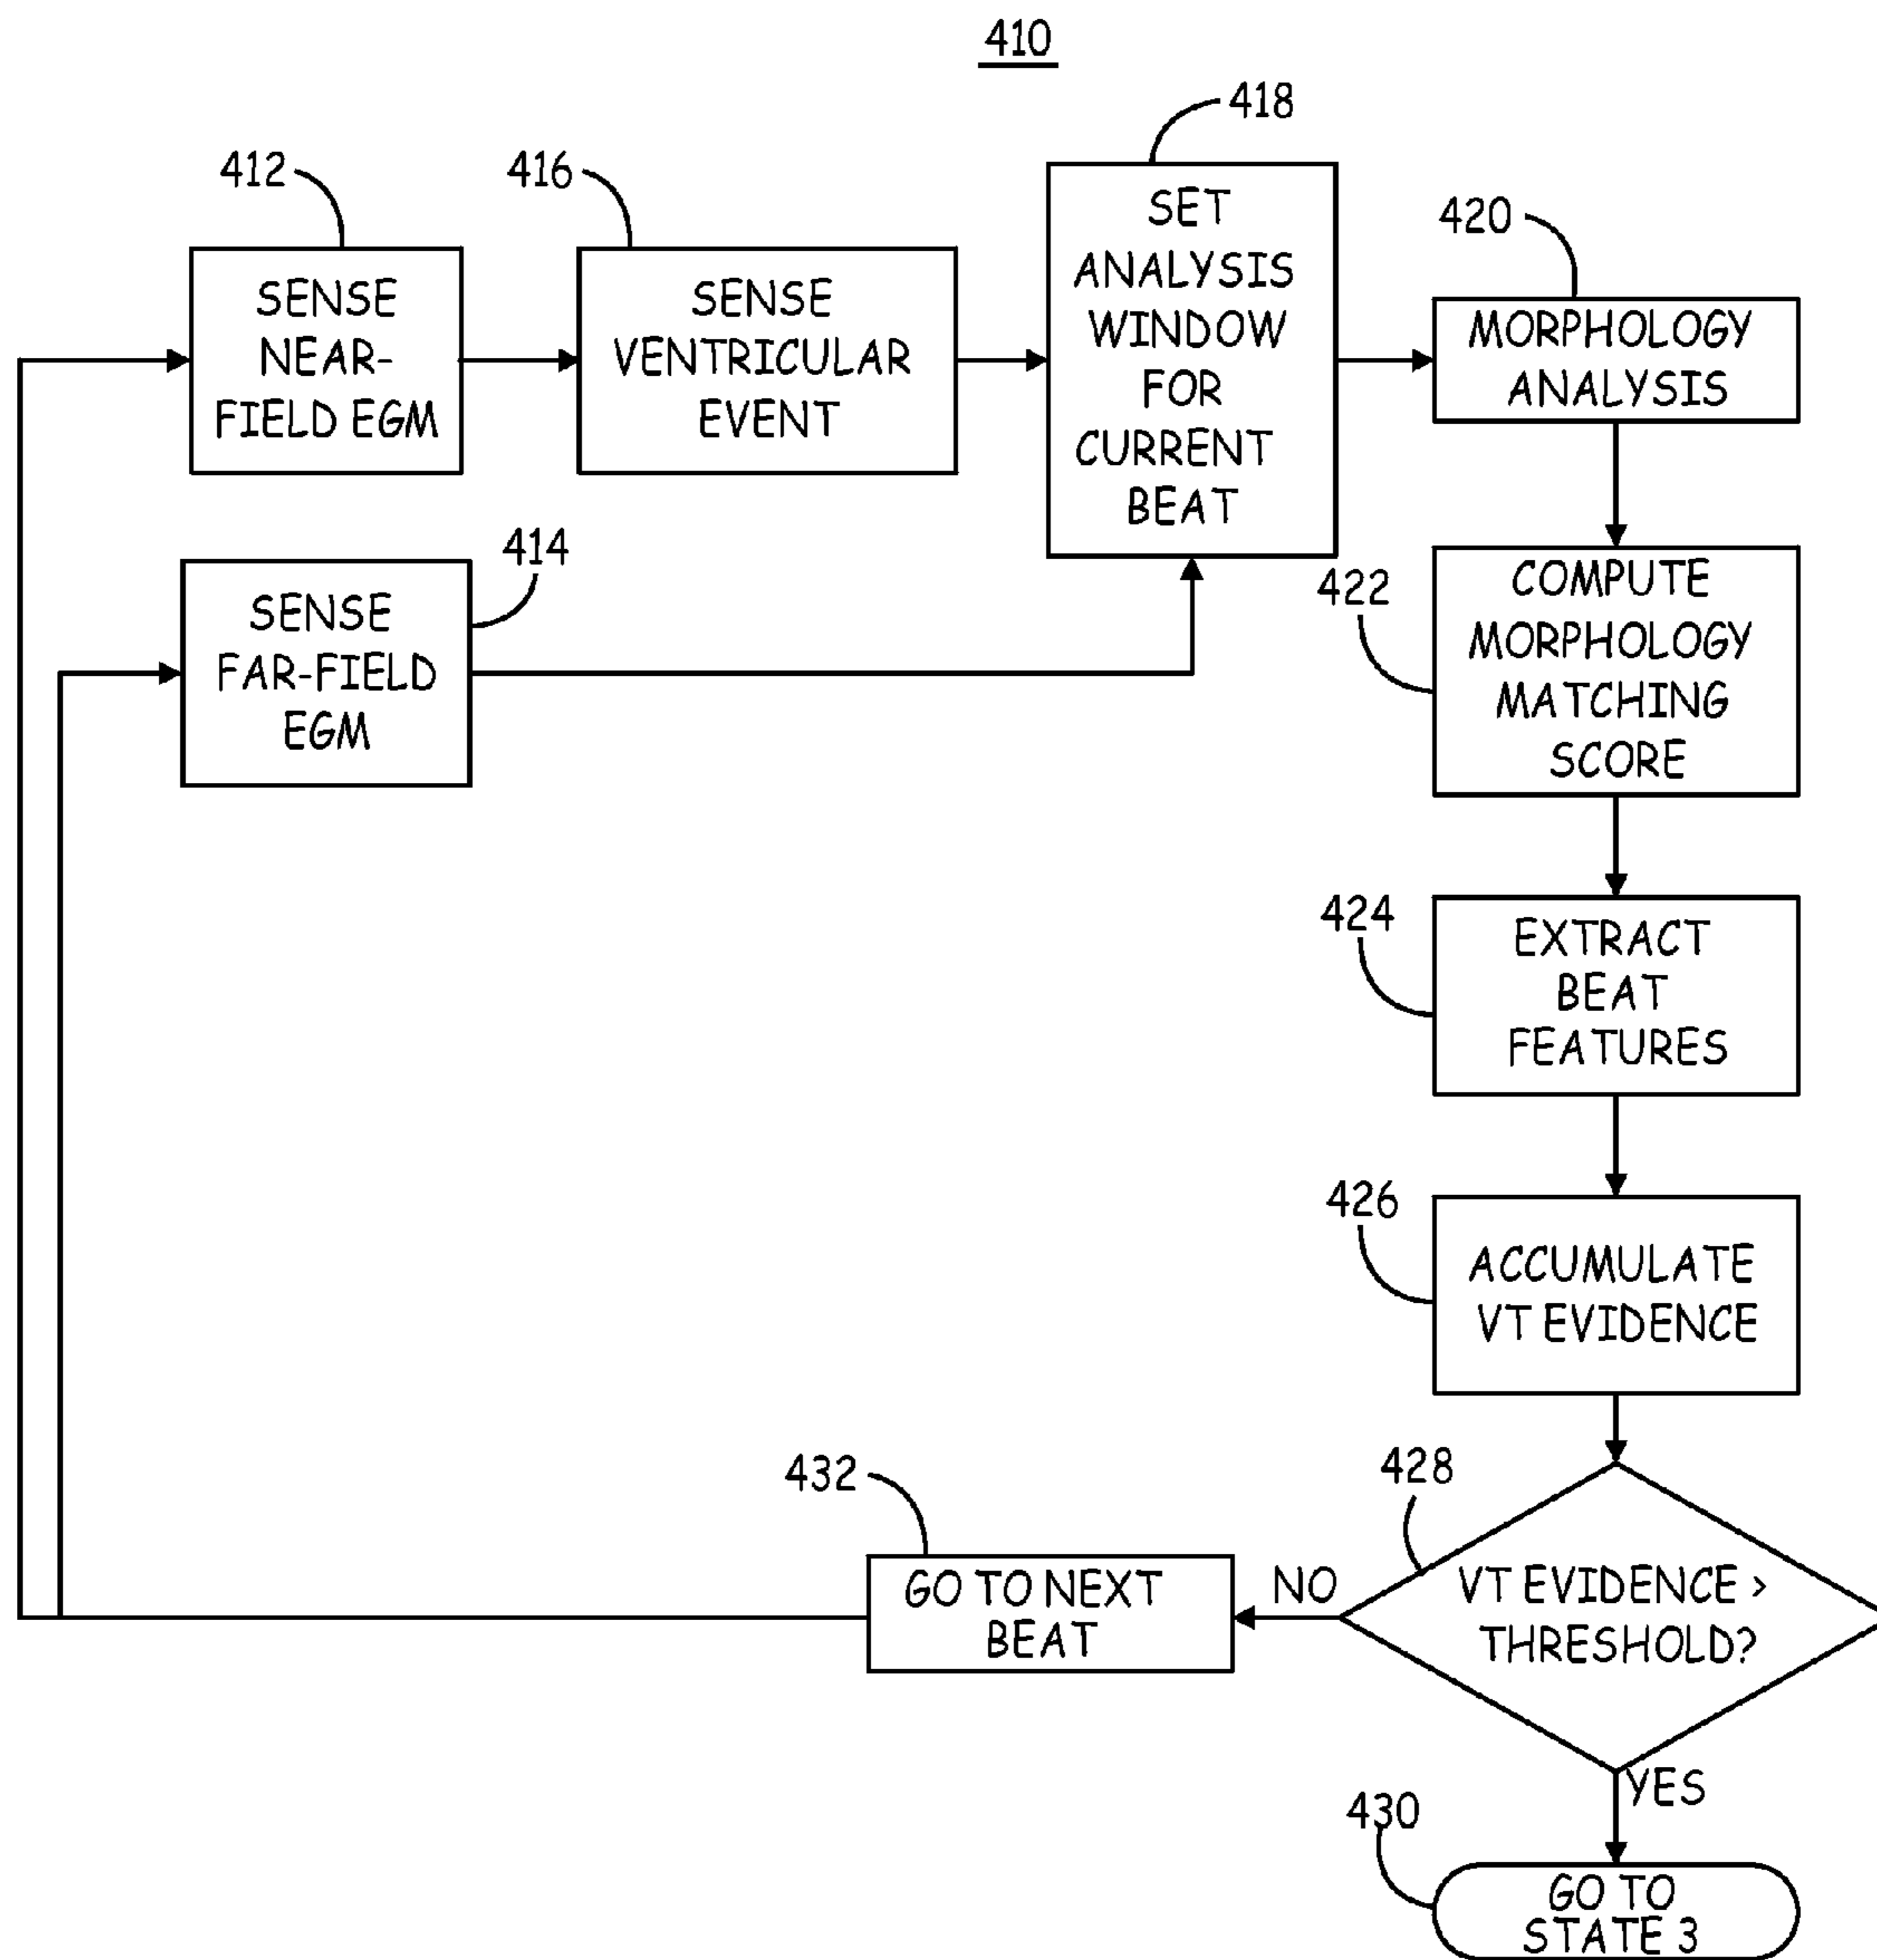 410
412
SENSE
NEAR-
FIELD EGM
416
SENSE
VENTRICULAR
EVENT
418
SET
ANALYSIS
WINDOW
FOR
CURRENT
BEAT
420
MORPHOLOGY
ANALYSIS
414
SENSE
FAR-FIELD
EGM
422
COMPUTE
MORPHOLOGY
MATCHING
SCORE
424
EXTRACT
BEAT
FEATURES
426
ACCUMULATE
VT EVIDENCE
428
VT EVIDENCE >
THRESHOLD?
NO
432
GO TO NEXT
BEAT
YES
430
GO TO
STATE 3